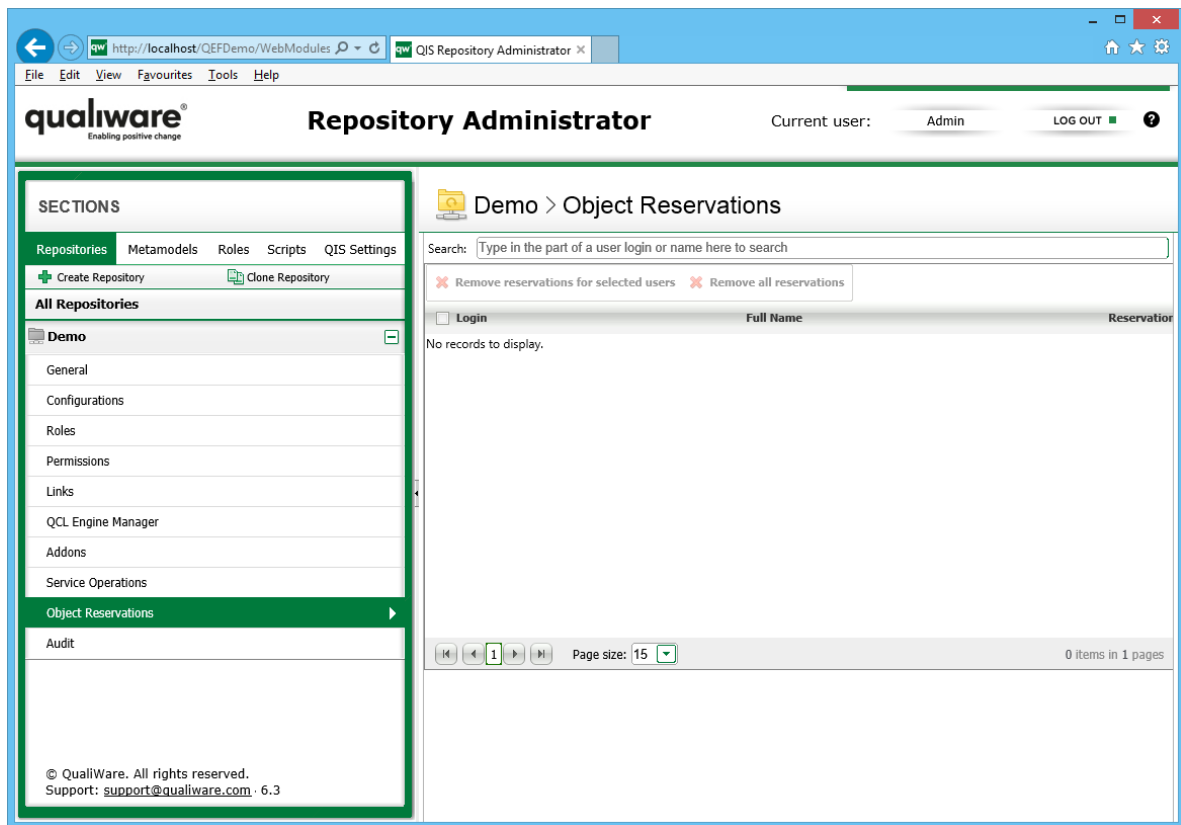 http://localhost/QEFDemo/WebModules
QIS Repository Administrator
File Edit View Favourites Tools Help
qualiware®
Enabling positive change
Repository Administrator
Current user: Admin LOG OUT
SECTIONS
Repositories Metamodels Roles Scripts QIS Settings
Create Repository Clone Repository
All Repositories
Demo
General
Configurations
Roles
Permissions
Links
QCL Engine Manager
Addons
Service Operations
Object Reservations
Audit
© QualiWare. All rights reserved.
Support: support@qualiware.com · 6.3
Demo > Object Reservations
Search: Type in the part of a user login or name here to search
Remove reservations for selected users Remove all reservations
Login Full Name Reservation
No records to display.
1 Page size: 15 0 items in 1 pages